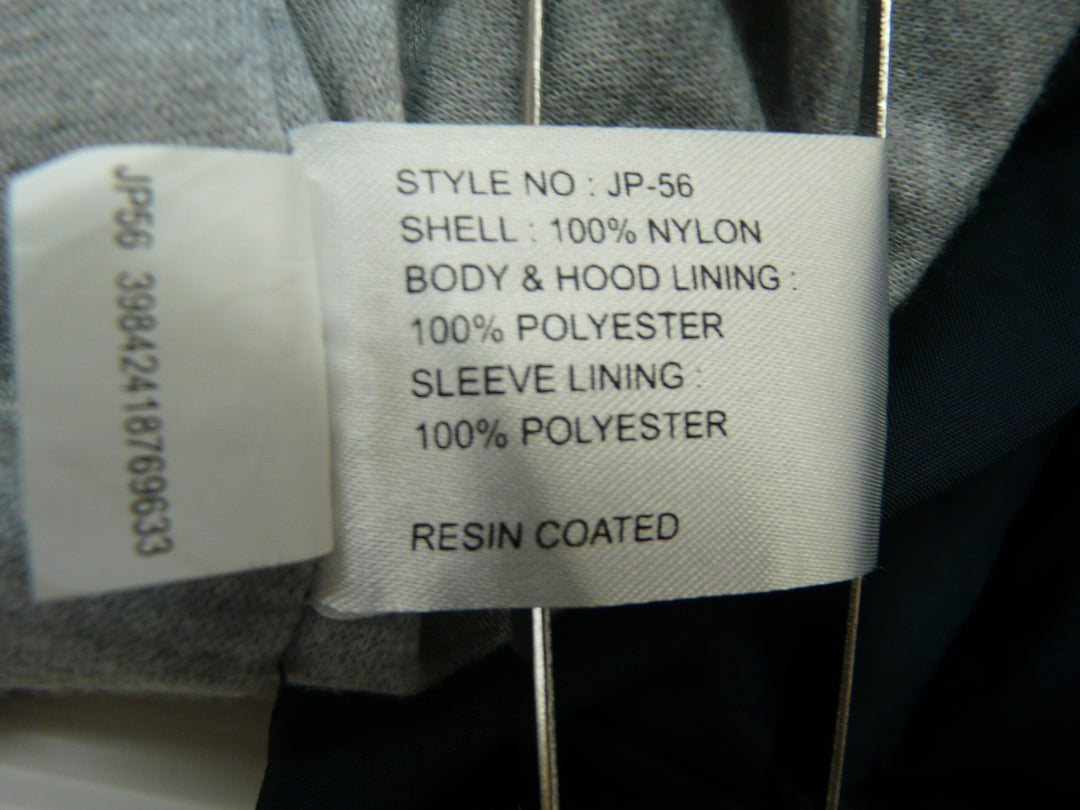 STYLE NO : JP-56
SHELL : 100% NYLON
BODY & HOOD LINING :
100% POLYESTER
SLEEVE LINING :
100% POLYESTER
RESIN COATED
JP56 39842418769633